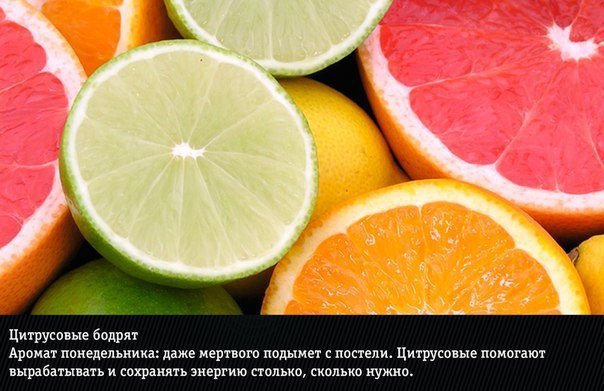 Цитрусовые бодрят
Аромат понедельника: даже мертвого подымет с постели. Цитрусовые помогают
вырабатывать и сохранять энергию столько, сколько нужно.